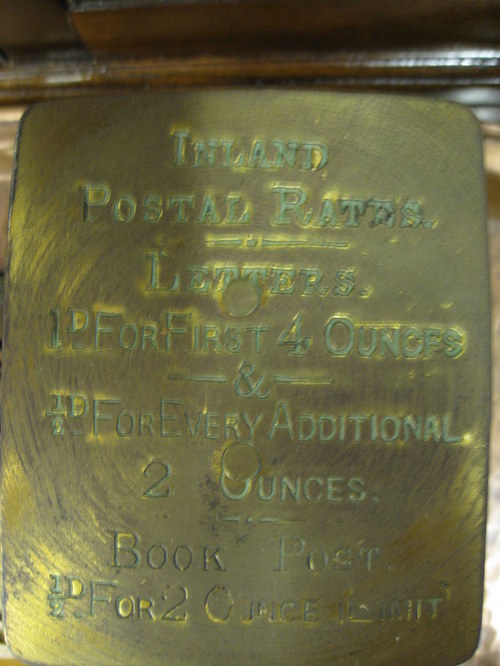 INLAND
POSTAL RATES.
LETTERS.
1D. FOR FIRST 4 OUNCES
&
½D. FOR EVERY ADDITIONAL
2 OUNCES.
BOOK POST.
½D. FOR 2 OUNCE LIMIT